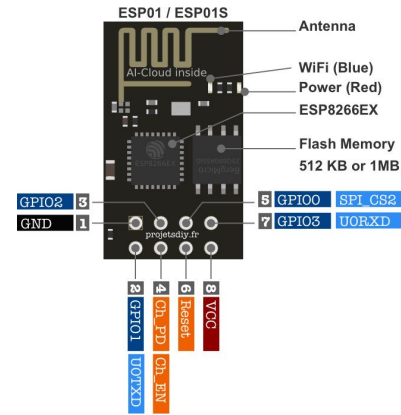 ESP01 / ESP01S
Antenna
AI-Cloud inside
WiFi (Blue)
Power (Red)
ESP8266EX
ESP8266EX
Flash Memory
512 KB or 1MB
GPIO2 3
5 GPIO0 SPI_CS2
GND 1
7 GPIO3 U0RXD
projetsdiy.fr
2 GPIO1 U0TXD
4 Ch_PD Ch_EN
6 Reset
8 VCC